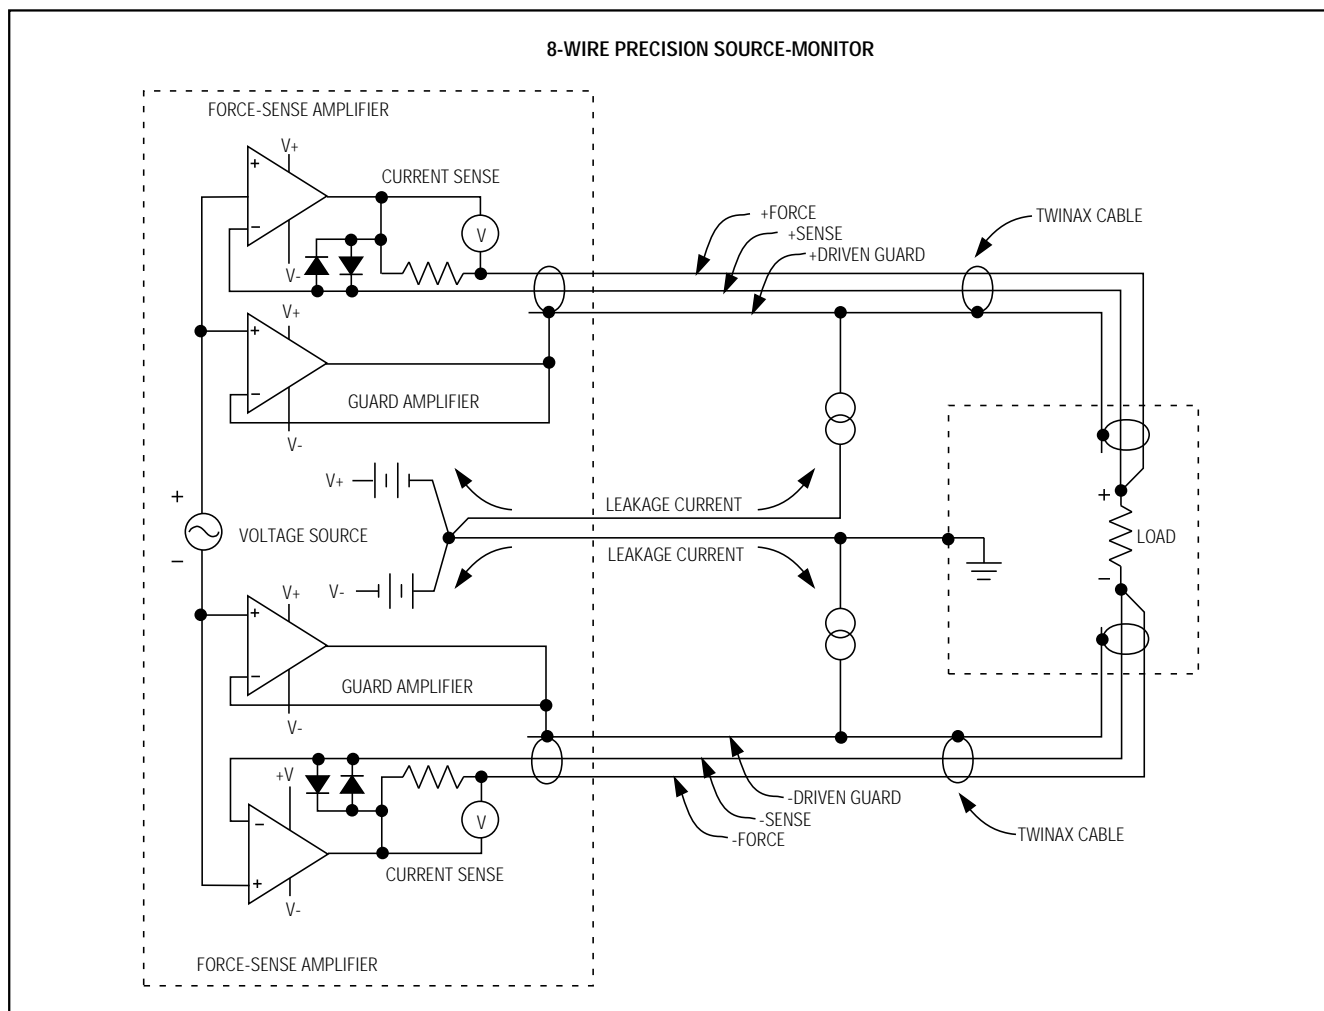 8-WIRE PRECISION SOURCE-MONITOR
FORCE-SENSE AMPLIFIER
V+
+
CURRENT SENSE
−
V
V-
+FORCE
+SENSE
+DRIVEN GUARD
TWINAX CABLE
V+
+
−
GUARD AMPLIFIER
V-
V+
LEAKAGE CURRENT
+
+
VOLTAGE SOURCE
LOAD
−
LEAKAGE CURRENT
−
V-
V+
+
−
GUARD AMPLIFIER
V-
+V
−
V
-DRIVEN GUARD
-SENSE
-FORCE
TWINAX CABLE
+
CURRENT SENSE
V-
FORCE-SENSE AMPLIFIER